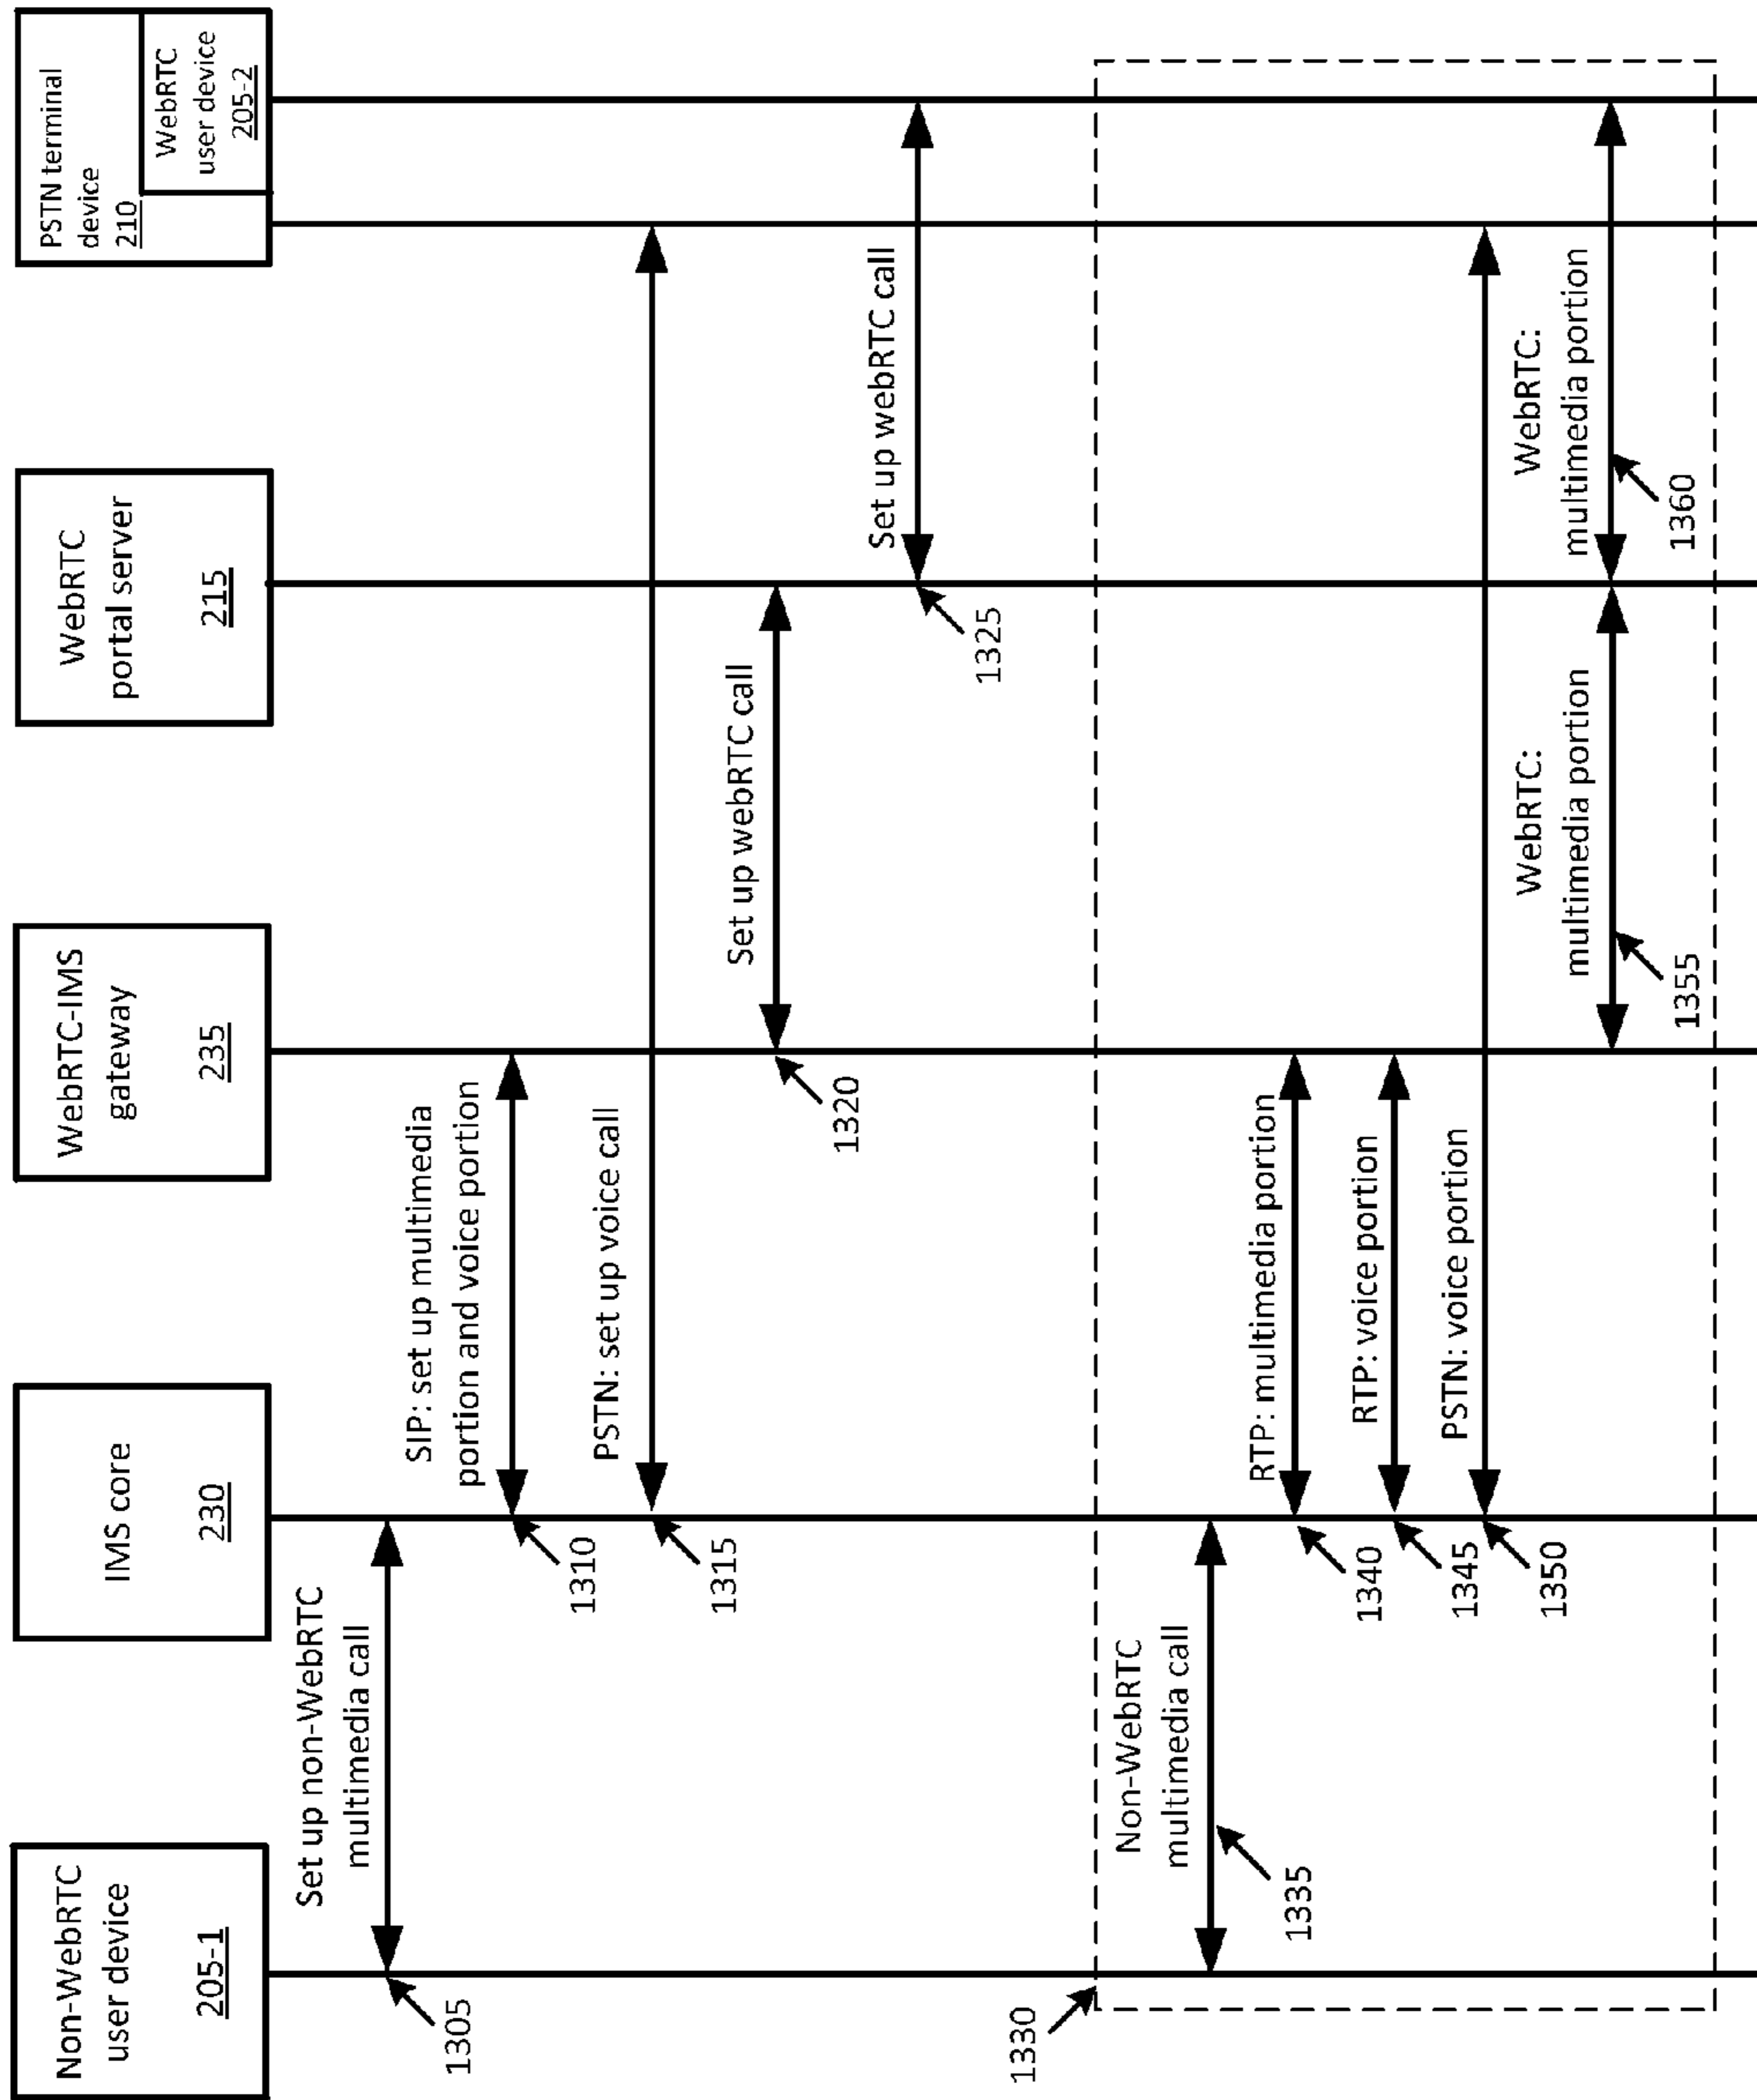 Non-WebRTC
user device
205-1
IMS core
230
WebRTC-IMS
gateway
235
WebRTC
portal server
215
PSTN terminal
device
210
WebRTC
user device
205-2
Set up non-WebRTC
multimedia call
1305
SIP: set up multimedia
portion and voice portion
1310
PSTN: set up voice call
1315
Set up webRTC call
1320
Set up webRTC call
1325
1330
Non-WebRTC
multimedia call
1335
RTP: multimedia portion
1340
RTP: voice portion
1345
PSTN: voice portion
1350
WebRTC:
multimedia portion
1355
WebRTC:
multimedia portion
1360